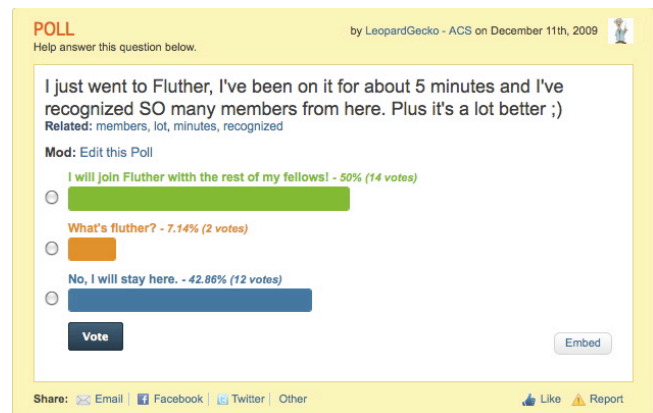 POLL
by LeopardGecko - ACS on December 11th, 2009
Help answer this question below.
I just went to Fluther, I've been on it for about 5 minutes and I've
recognized SO many members from here. Plus it's a lot better ;)
Related: members, lot, minutes, recognized
Mod: Edit this Poll
I will join Fluther witth the rest of my fellows! - 50% (14 votes)
What's fluther? - 7.14% (2 votes)
No, I will stay here. - 42.86% (12 votes)
Vote
Embed
Share: Email | Facebook | Twitter | Other
Like Report